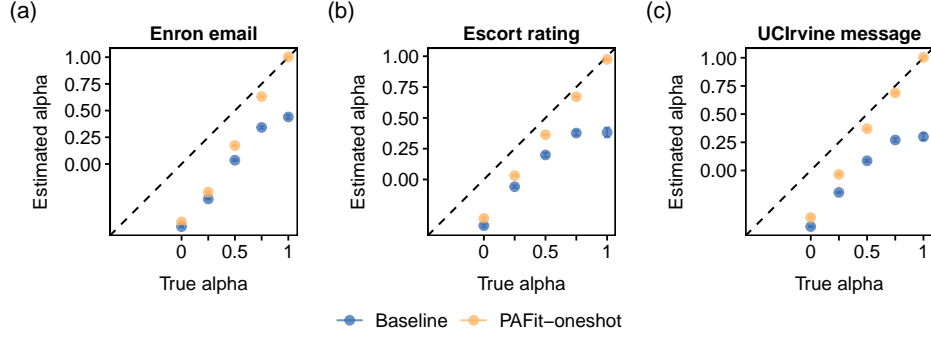 (a)
Enron email
Estimated alpha
1.00
0.75
0.50
0.25
0.00
0 0.5 1
True alpha
(b)
Escort rating
Estimated alpha
1.00
0.75
0.50
0.25
0.00
0 0.5 1
True alpha
(c)
UCIrvine message
Estimated alpha
1.00
0.75
0.50
0.25
0.00
0 0.5 1
True alpha
Baseline PAFit−oneshot